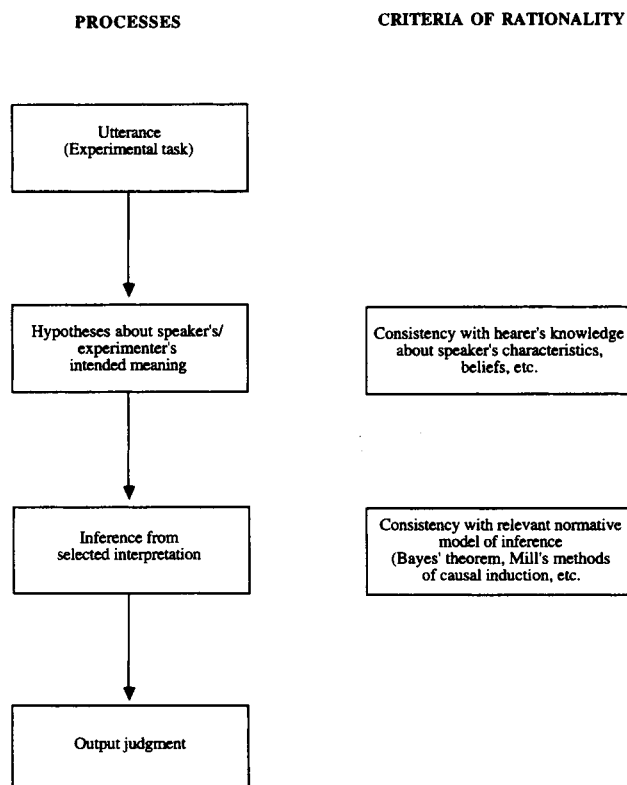 PROCESSES
CRITERIA OF RATIONALITY
Utterance
(Experimental task)
Hypotheses about speaker's/
experimenter's
intended meaning
Consistency with hearer's knowledge
about speaker's characteristics,
beliefs, etc.
Inference from
selected interpretation
Consistency with relevant normative
model of inference
(Bayes' theorem, Mill's methods
of causal induction, etc.
Output judgment